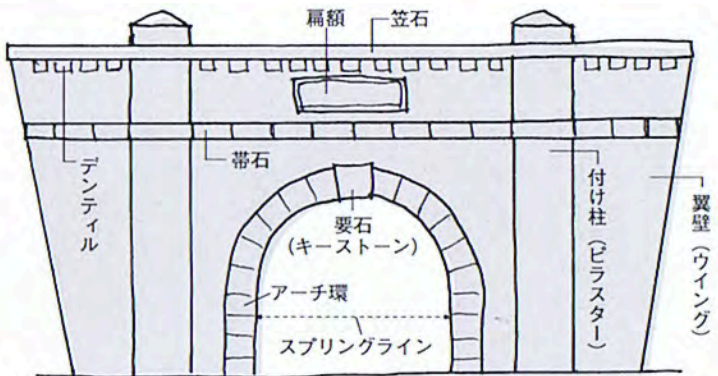 扁額
笠石
デンティル
帯石
要石
(キーストーン)
付け柱(ピラスター)
翼壁(ウイング)
アーチ環
スプリングライン